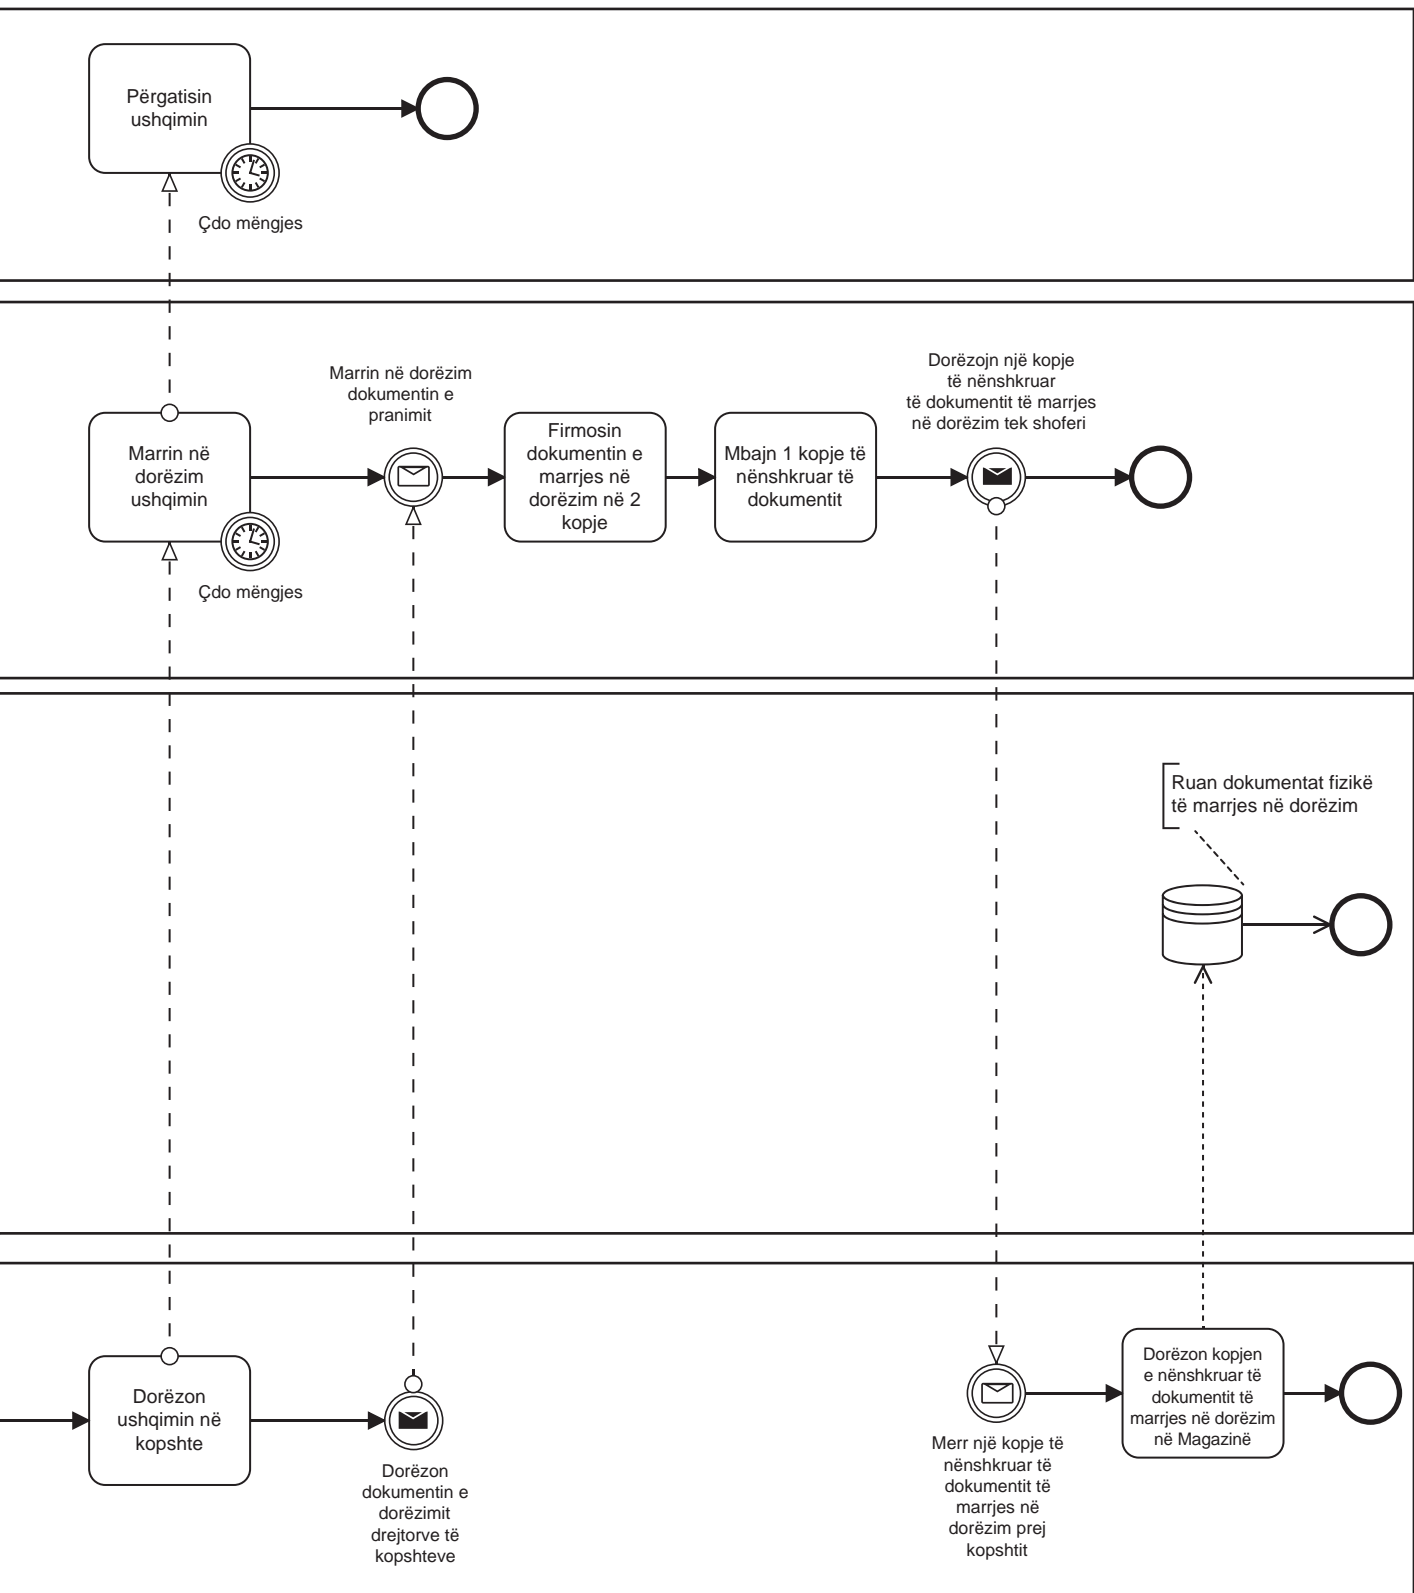 Përgatisin
ushqimin
Çdo mëngjes
Marrin në
dorëzim
ushqimin
Çdo mëngjes
Marrin në dorëzim
dokumentin e
pranimit
Firmosin
dokumentin e
marrjes në
dorëzim në 2
kopje
Mbajn 1 kopje të
nënshkruar të
dokumentit
Dorëzojn një kopje
të nënshkruar
të dokumentit të marrjes
në dorëzim tek shoferi
Ruan dokumentat fizikë
të marrjes në dorëzim
Dorëzon
ushqimin në
kopshte
Dorëzon
dokumentin e
dorëzimit
drejtorve të
kopshteve
Merr një kopje të
nënshkruar të
dokumentit të
marrjes në
dorëzim prej
kopshtit
Dorëzon kopjen
e nënshkruar të
dokumentit të
marrjes në dorëzim
në Magazinë